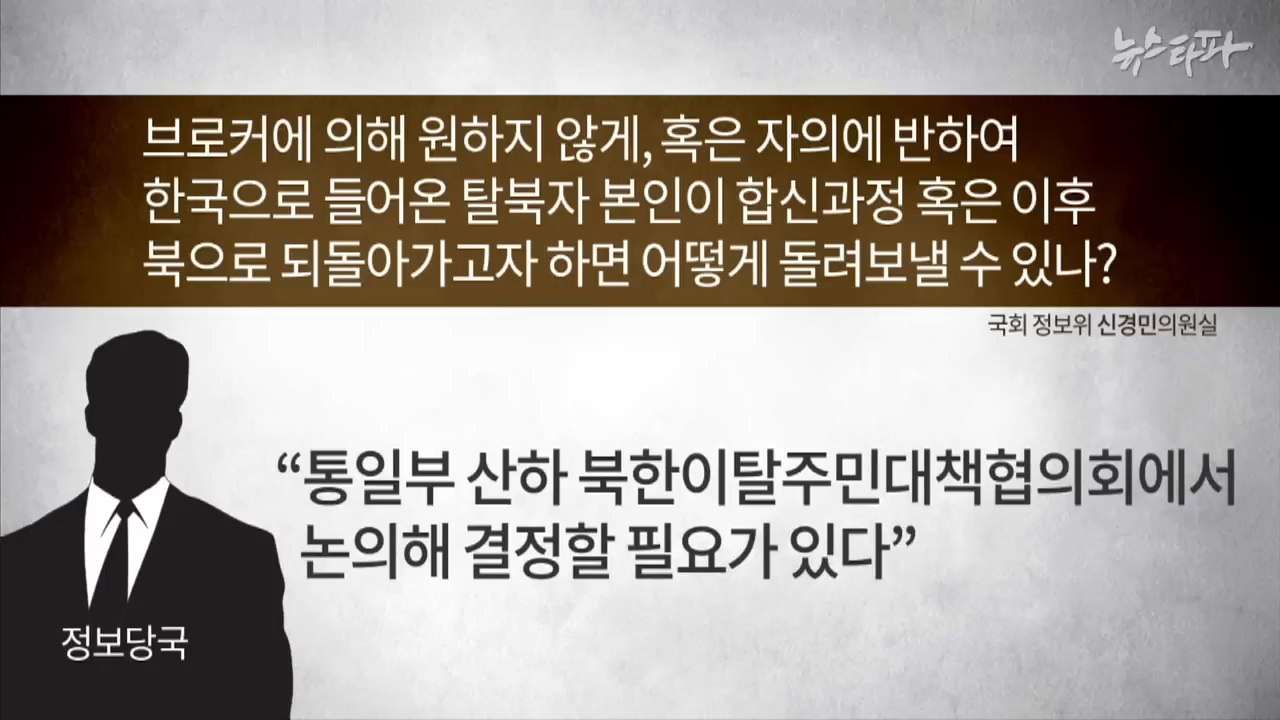 뉴스타파
브로커에 의해 원하지 않게, 혹은 자의에 반하여
한국으로 들어온 탈북자 본인이 합신과정 혹은 이후
북으로 되돌아가고자 하면 어떻게 돌려보낼 수 있나?
국회 정보위 신경민의원실
“통일부 산하 북한이탈주민대책협의회에서
논의해 결정할 필요가 있다”
정보당국